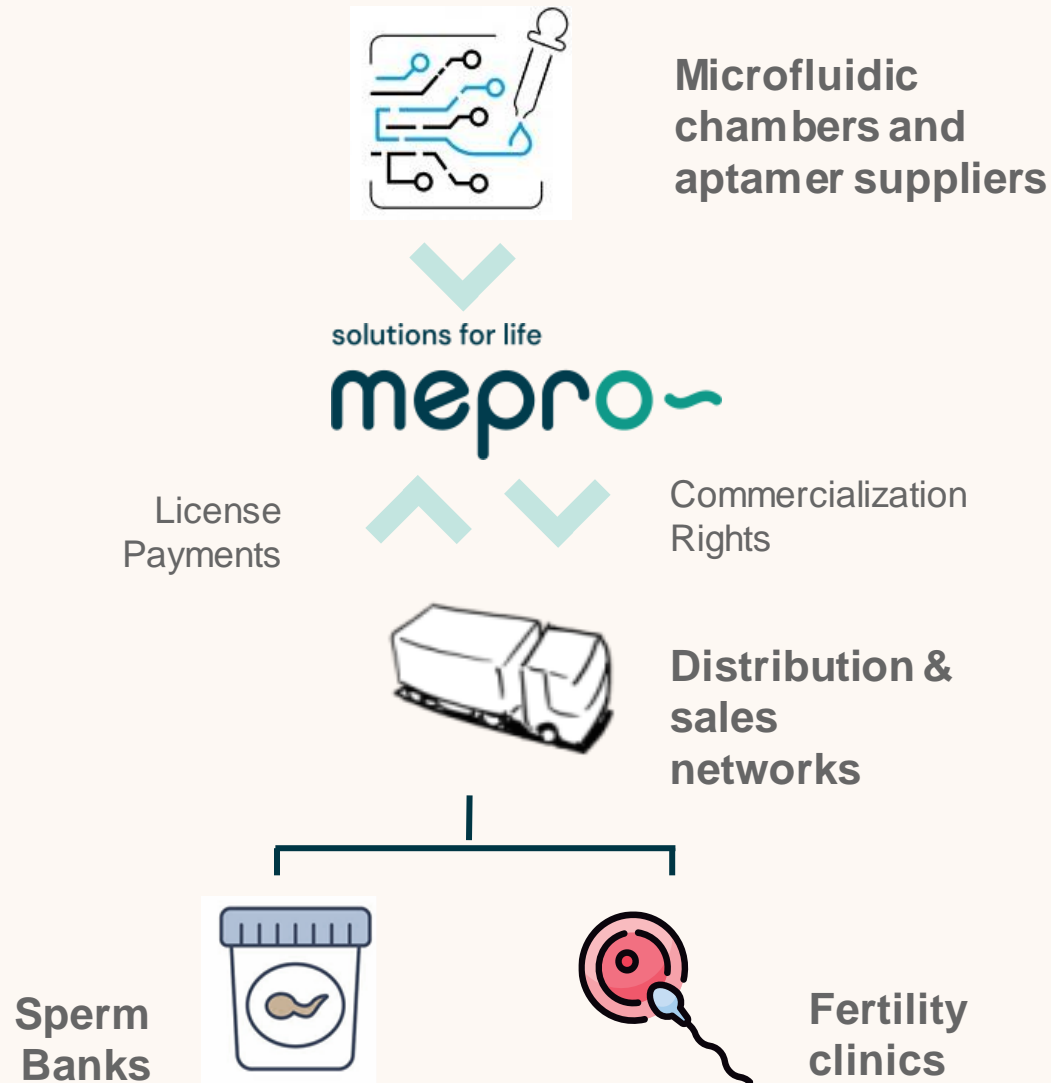 Microfluidic
chambers and
aptamer suppliers
solutions for life
mepro
License
Payments
Commercialization
Rights
Distribution &
sales
networks
Sperm
Banks
Fertility
clinics